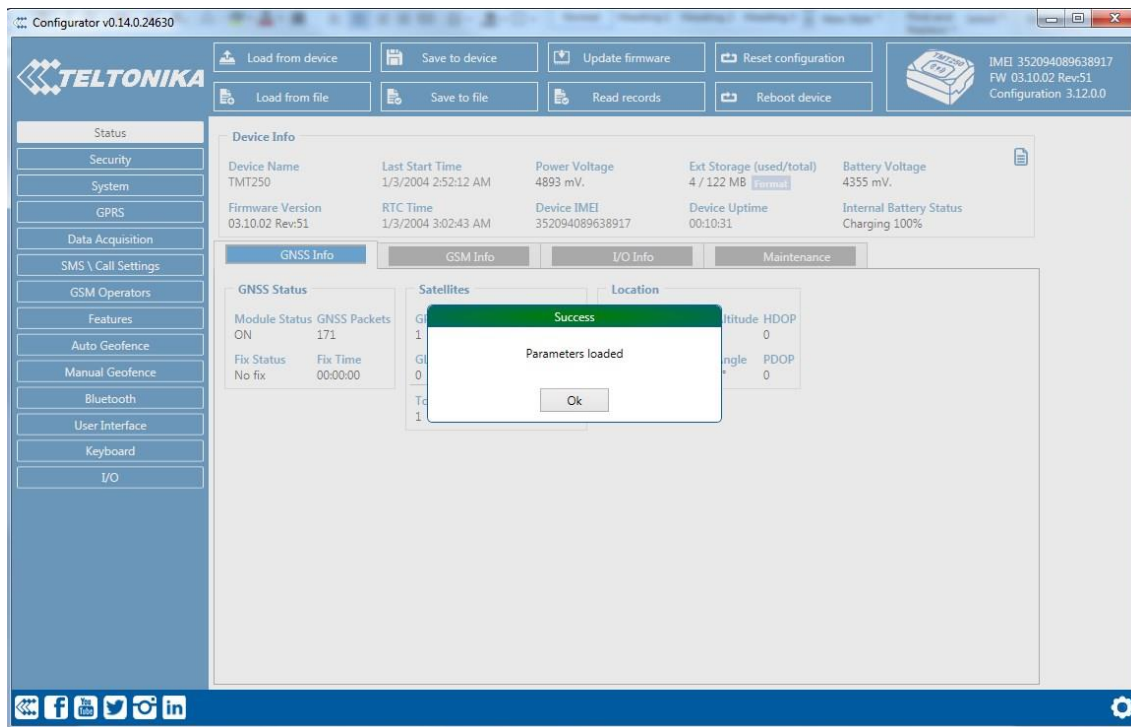 Configurator v0.14.0.24630
TELTONIKA
Load from device
Save to device
Update firmware
Reset configuration
Load from file
Save to file
Read records
Reboot device
IMEI 352094089638917
FW 03.10.02 Rev:51
Configuration 3.12.0.0
Status
Security
System
GPRS
Data Acquisition
SMS \ Call Settings
GSM Operators
Features
Auto Geofence
Manual Geofence
Bluetooth
User Interface
Keyboard
I/O
Device Info
Device Name Last Start Time Power Voltage Ext Storage (used/total) Battery Voltage
TMT250 1/3/2004 2:52:12 AM 4893 mV. 4 / 122 MB Format 4355 mV.
Firmware Version RTC Time Device IMEI Device Uptime Internal Battery Status
03.10.02 Rev:51 1/3/2004 3:02:43 AM 352094089638917 00:10:31 Charging 100%
GNSS Info GSM Info I/O Info Maintenance
GNSS Status Satellites Location
Module Status GNSS Packets HDOP
ON 171 1 0
Fix Status Fix Time PDOP
No fix 00:00:00 0 0
1
Success
Parameters loaded
Ok